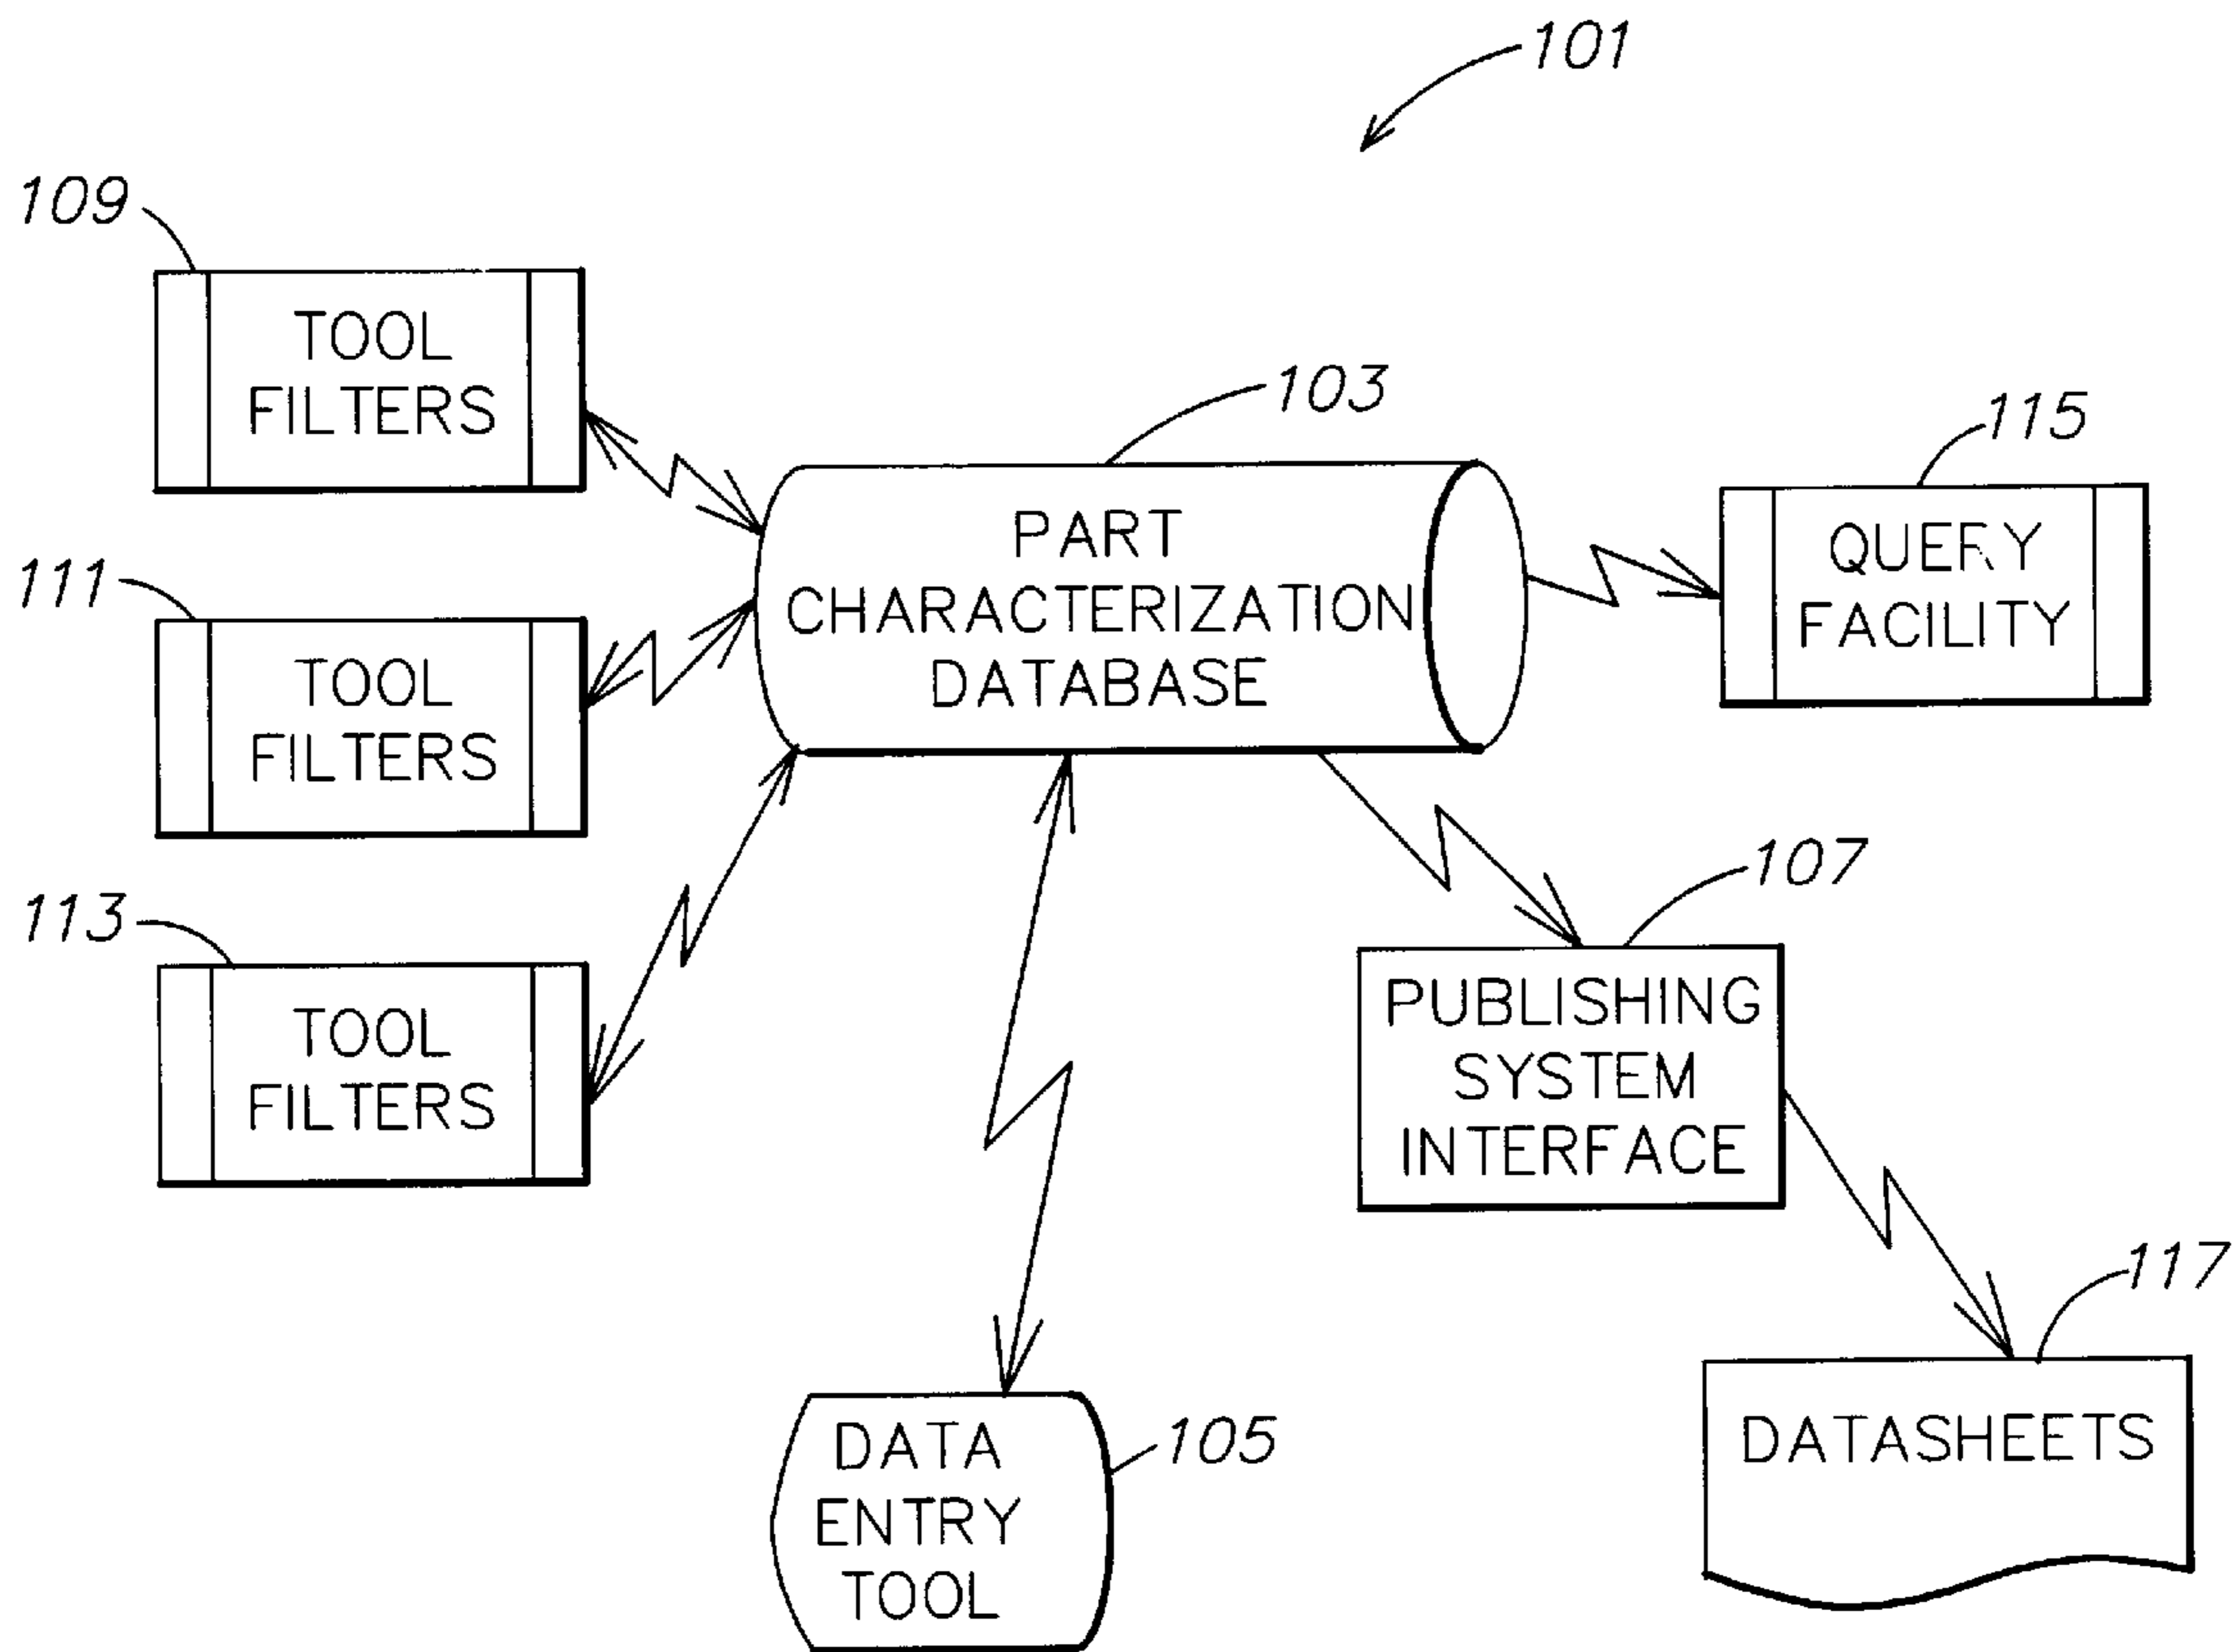 101
109
TOOL
FILTERS
103
PART
CHARACTERIZATION
DATABASE
115
QUERY
FACILITY
111
TOOL
FILTERS
107
PUBLISHING
SYSTEM
INTERFACE
113
TOOL
FILTERS
117
DATASHEETS
105
DATA
ENTRY
TOOL